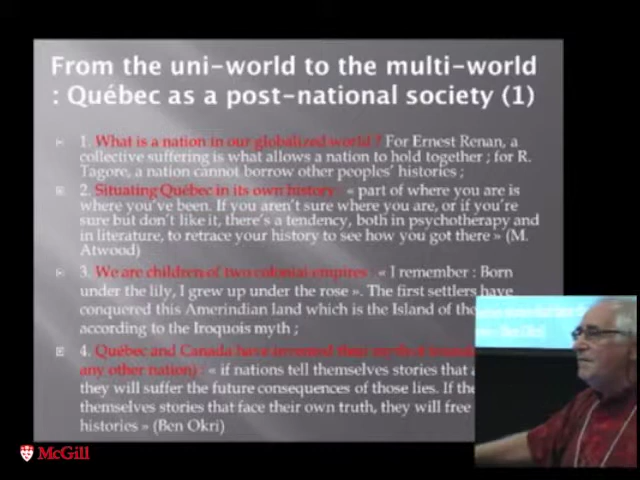 From the uni-world to the multi-world
: Québec as a post-national society (1)
1. What is a nation in our globalized world ? For Ernest Renan, a
collective suffering is what allows a nation to hold together ; for R.
Tagore, a nation cannot borrow other peoples' histories ;
2. Situating Québec in its own history : « part of where you are is
where you've been. If you aren't sure where you are, or if you're
sure but don't like it, there's a tendency, both in psychotherapy and
in literature, to retrace your history to see how you got there » (M.
Atwood)
3. We are children of two colonial empires : « I remember : Born
under the lily, I grew up under the rose ». The first settlers have
conquered this Amerindian land which is the Island of the
according to the Iroquois myth ;
4. Québec and Canada have invented their
any other nation) : « if nations tell themselves stories that
they will suffer the future consequences of those lies. If the
themselves stories that face their own truth, they will free
histories » (Ben Okri)
McGill